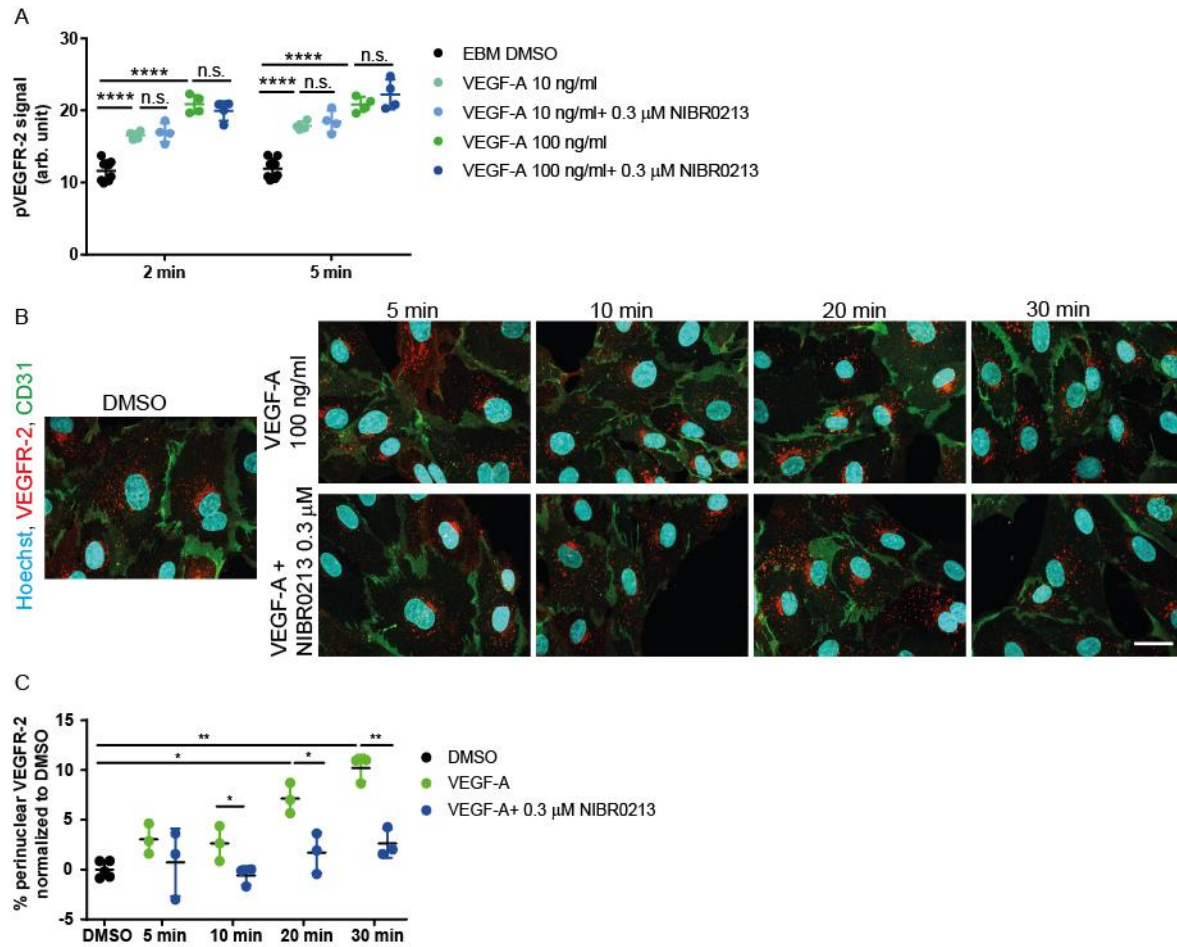 A
30
20
10
0
pVEGFR-2 signal
(arb. unit)
****
****
n.s.
n.s.
****
****
n.s.
n.s.
2 min
5 min
EBM DMSO
VEGF-A 10 ng/ml
VEGF-A 10 ng/ml+ 0.3 μM NIBR0213
VEGF-A 100 ng/ml
VEGF-A 100 ng/ml+ 0.3 μM NIBR0213
B
Hoechst, VEGFR-2, CD31
DMSO
5 min
10 min
20 min
30 min
VEGF-A
100 ng/ml
VEGF-A +
NIBR0213 0.3 μM
C
% perinuclear VEGFR-2
normalized to DMSO
15
10
5
0
-5
**
*
*
*
**
DMSO
5 min
10 min
20 min
30 min
DMSO
VEGF-A
VEGF-A+ 0.3 μM NIBR0213